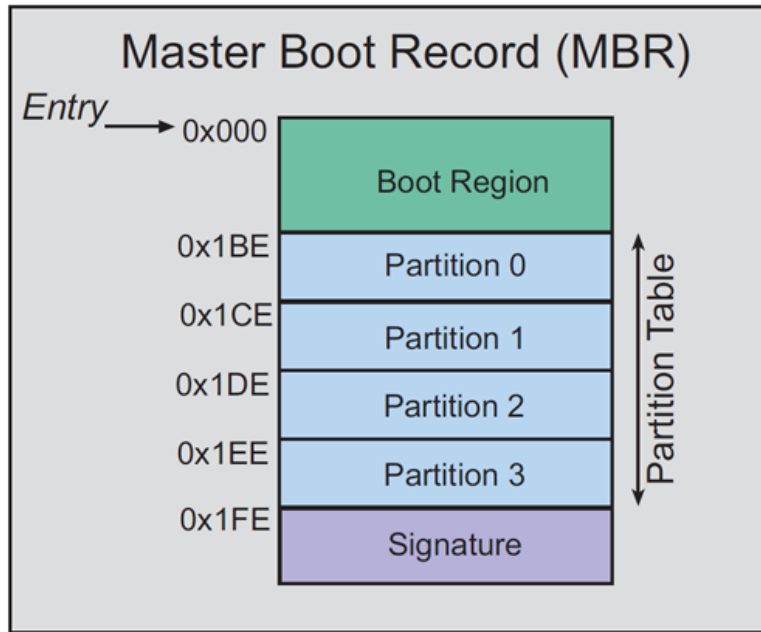 Master Boot Record (MBR)
Entry
0x000
Boot Region
0x1BE
Partition 0
0x1CE
Partition 1
0x1DE
Partition 2
0x1EE
Partition 3
0x1FE
Signature
Partition Table